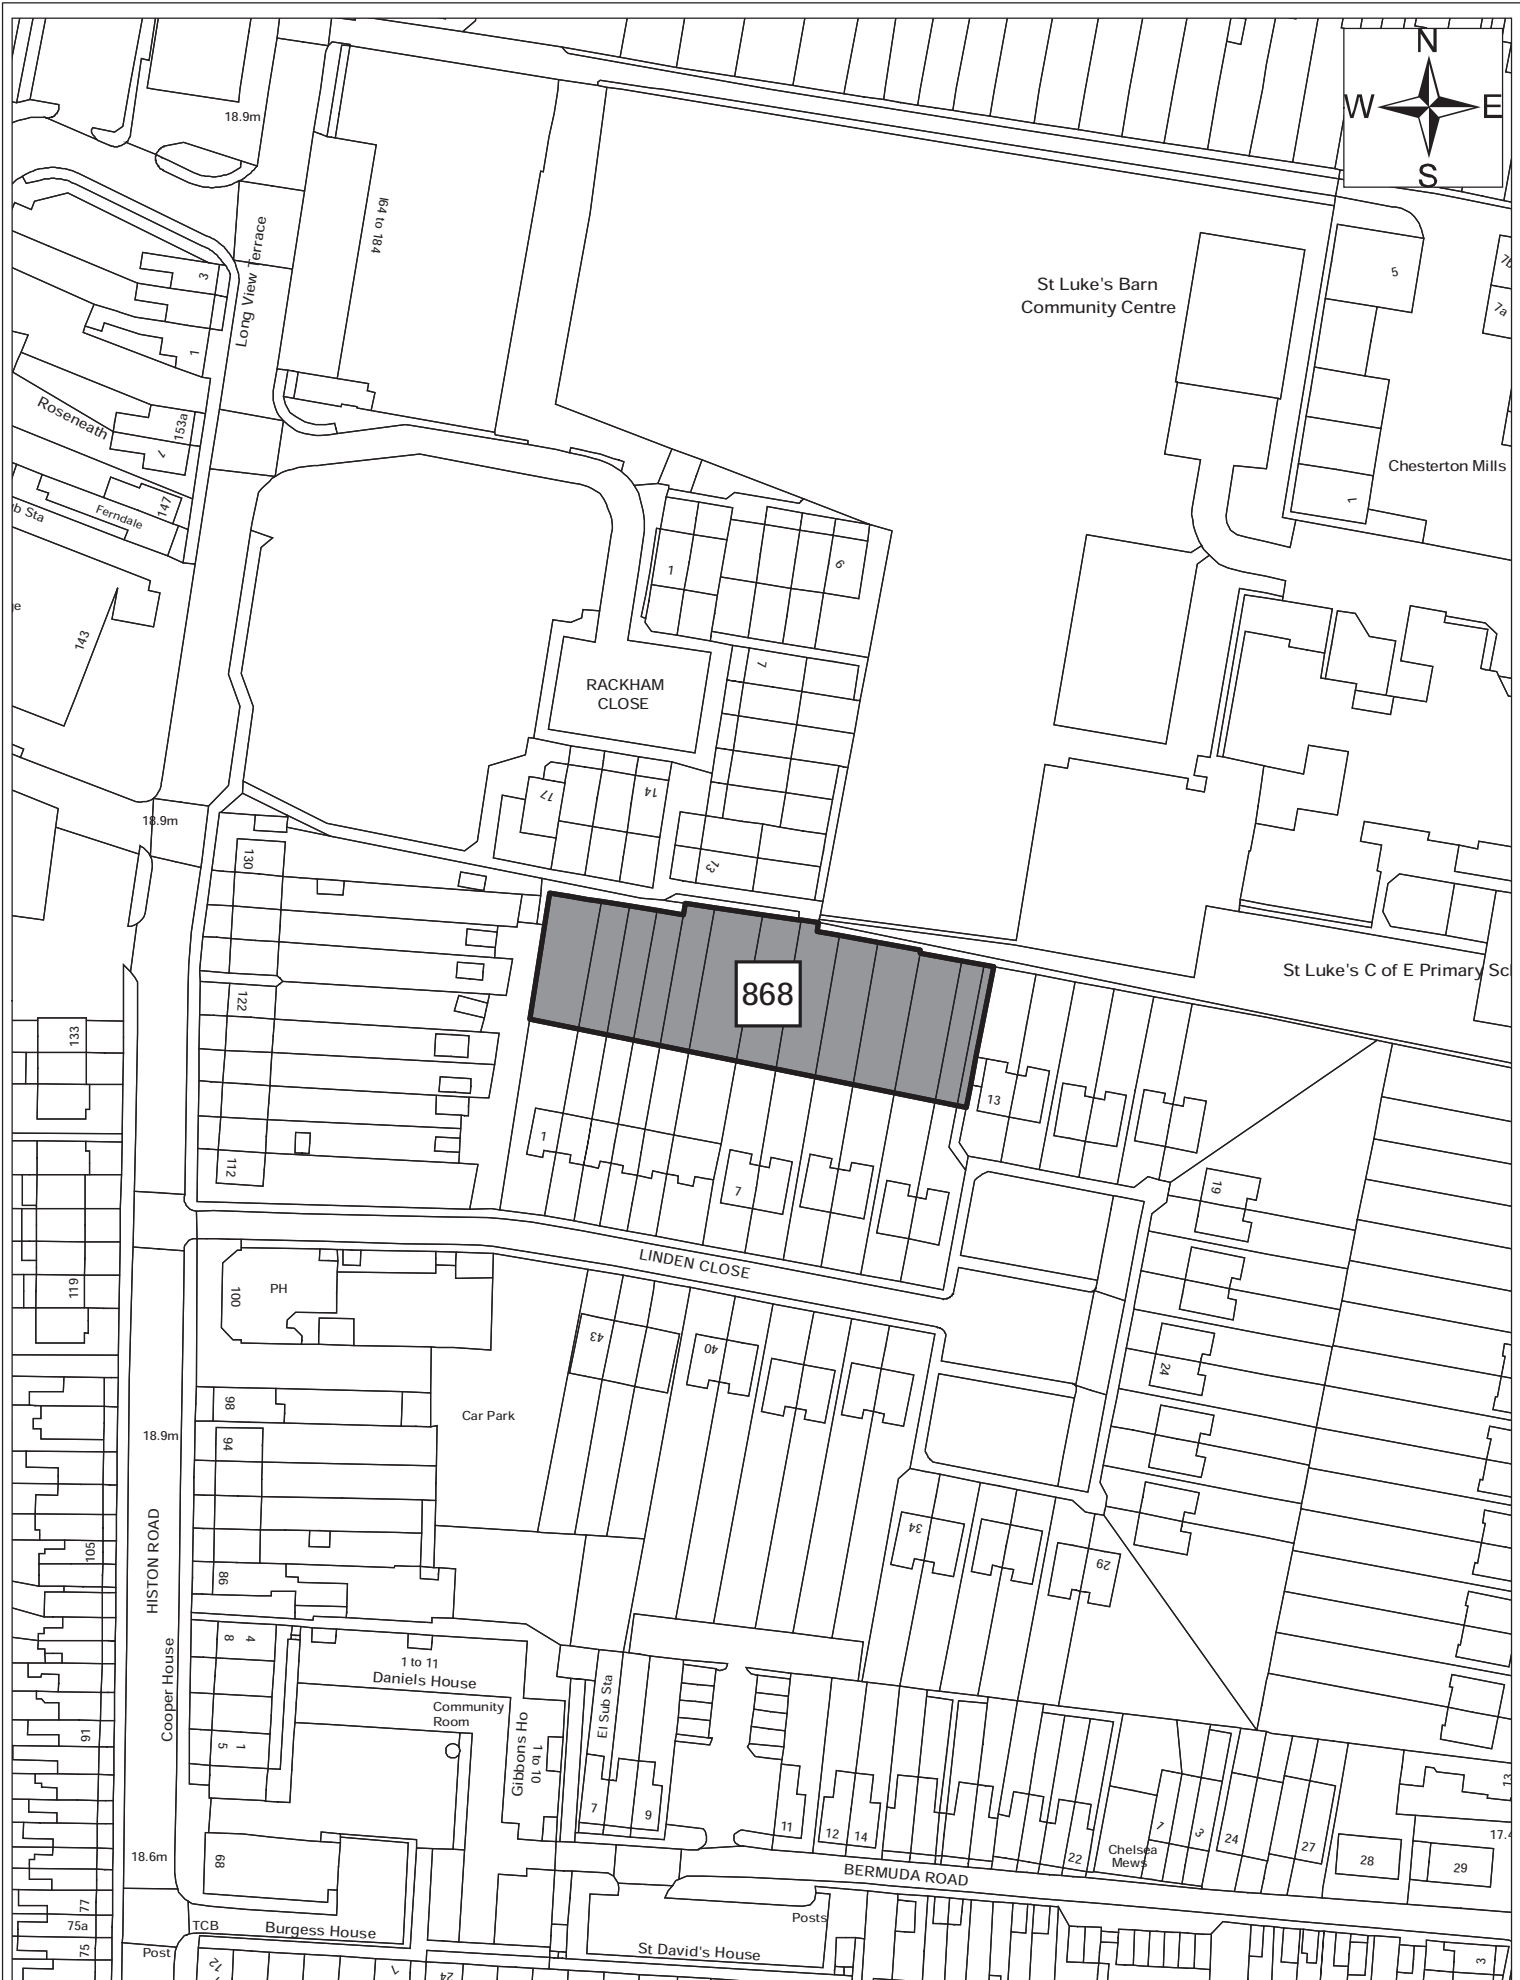 N
W E
S
18.9m
164 to 184
Long View Terrace
3
1
St Luke's Barn
Community Centre
5
7a
Roseneath
153a
7
147
Ferndale
b Sta
Chesterton Mills
1
1
6
143
RACKHAM
CLOSE
7
17
14
13
18.9m
130
122
112
868
St Luke's C of E Primary Sc
133
13
1
7
19
LINDEN CLOSE
119
100
PH
43
40
24
98
Car Park
18.9m
94
HISTON ROAD
105
86
34
29
Cooper House
8 4
1 to 11
Daniels House
Community
Room
El Sub Sta
Gibbons Ho
1 to 10
91
5 1
7
9
11
12
14
22
Chelsea
Mews
1
3
24
27
28
29
13
17.
18.6m
68
BERMUDA ROAD
77
75a
75
TCB
Post
Burgess House
Posts
St David's House
72
24
3